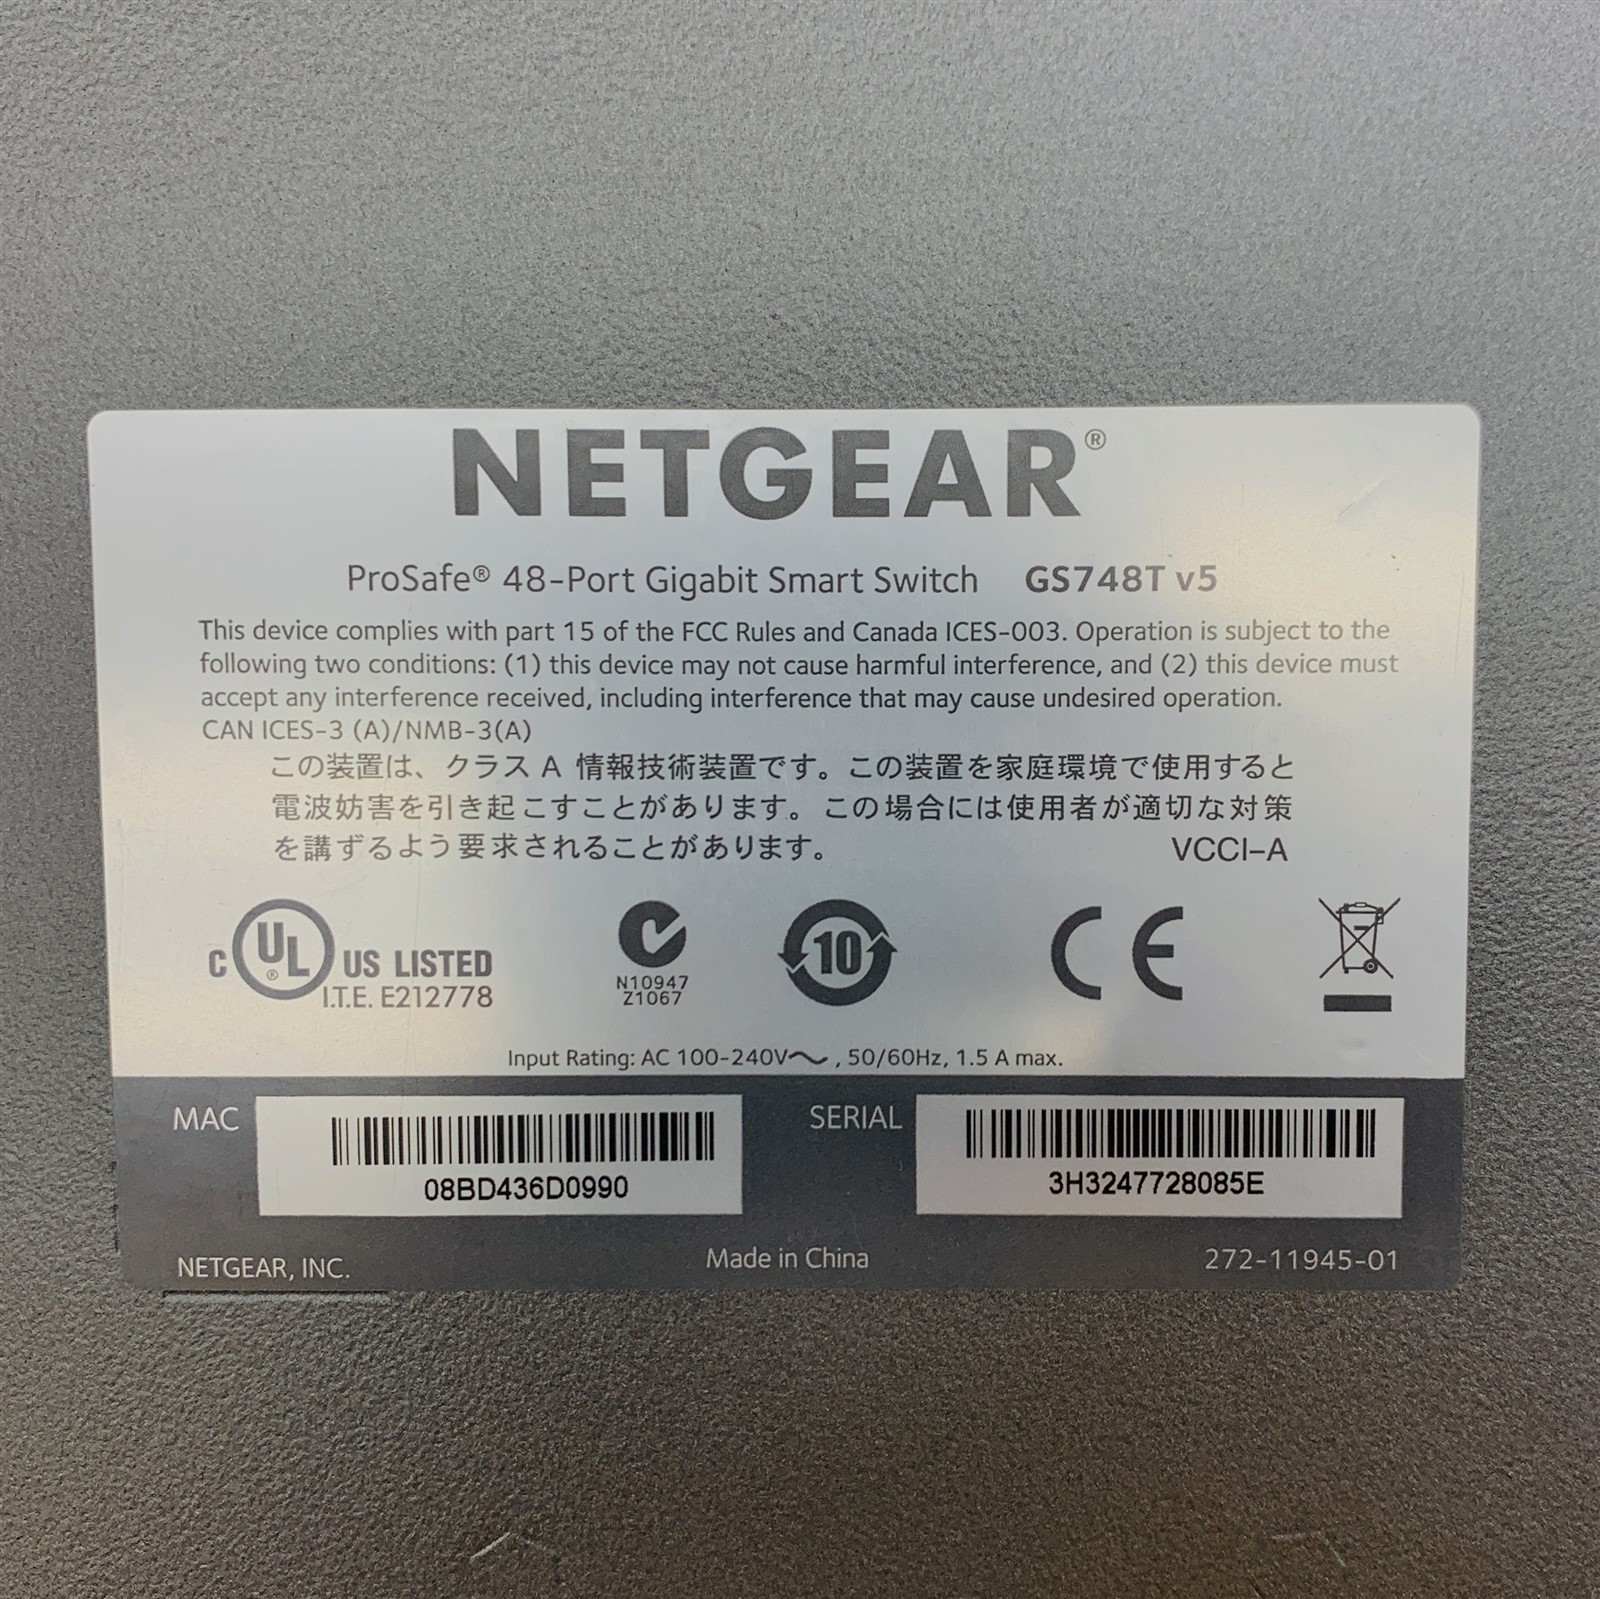 NETGEAR®
ProSafe® 48-Port Gigabit Smart Switch GS748T v5
This device complies with part 15 of the FCC Rules and Canada ICES-003. Operation is subject to the
following two conditions: (1) this device may not cause harmful interference, and (2) this device must
accept any interference received, including interference that may cause undesired operation.
CAN ICES-3 (A)/NMB-3(A)
この装置は、クラス A 情報技術装置です。この装置を家庭環境で使用すると
電波妨害を引き起こすことがあります。この場合には使用者が適切な対策
を講ずるよう要求されることがあります。 VCCI-A
C UL® US LISTED
I.T.E. E212778
N10947
Z1067
10
CE
Input Rating: AC 100-240V～, 50/60Hz, 1.5 A max.
MAC
08BD436D0990
SERIAL
3H3247728085E
NETGEAR, INC. Made in China 272-11945-01